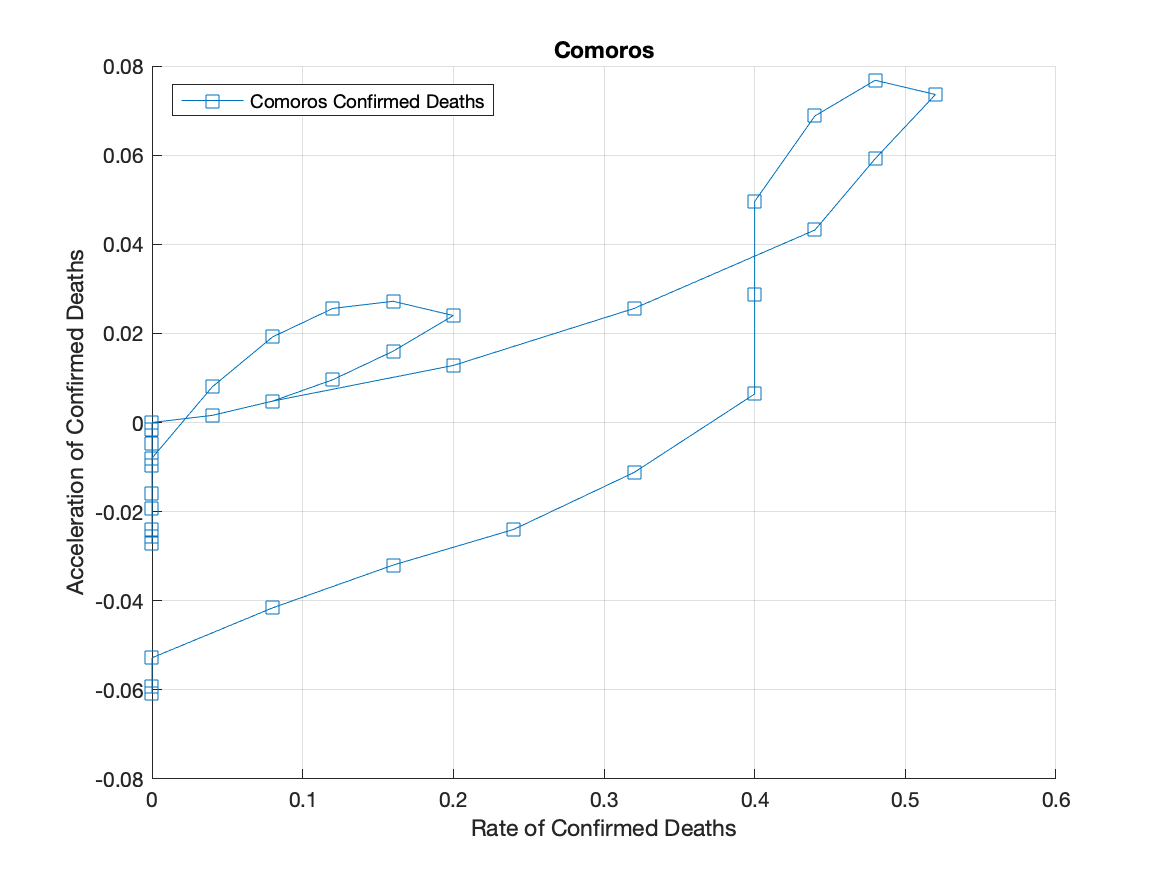 Comoros
Comoros Confirmed Deaths
Acceleration of Confirmed Deaths
0.08
0.06
0.04
0.02
0
-0.02
-0.04
-0.06
-0.08
0 0.1 0.2 0.3 0.4 0.5 0.6
Rate of Confirmed Deaths